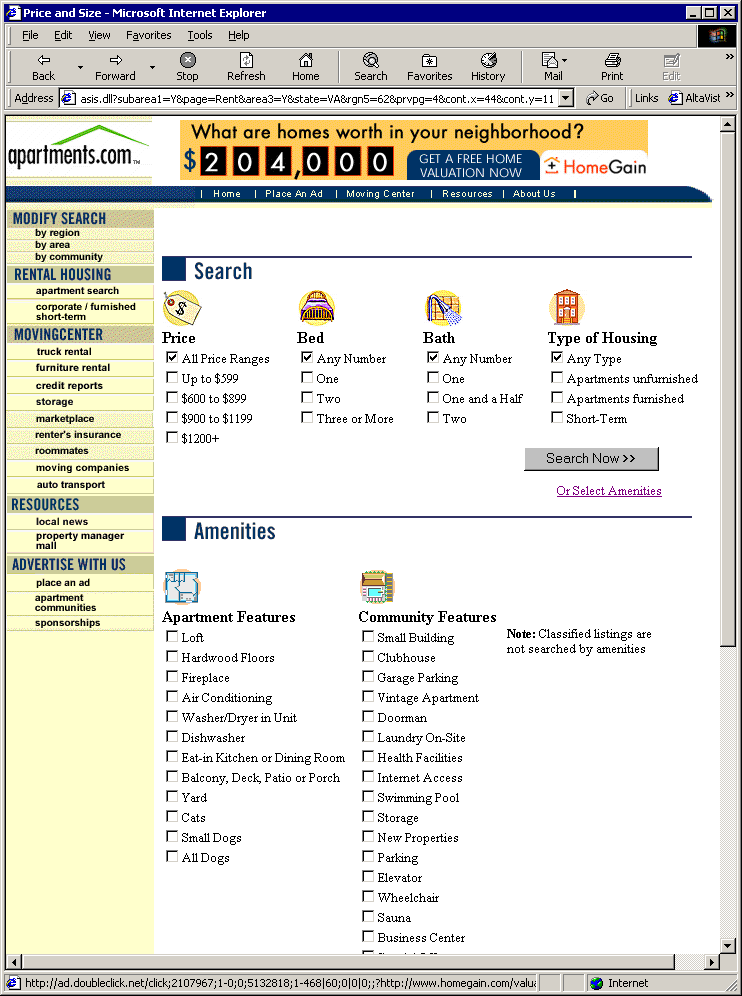 Price and Size - Microsoft Internet Explorer
File Edit View Favorites Tools Help
Back Forward Stop Refresh Home Search Favorites History Mail Print Edit
Address asis.dll?subarea1=Y&page=Rent&area3=Y&state=VA&rgn5=62&prvpg=4&cont.x=44&cont.y=11 Go Links AltaVist
apartments.com™
What are homes worth in your neighborhood?
$204,000
GET A FREE HOME
VALUATION NOW
HomeGain
| Home | Place An Ad | Moving Center | Resources | About Us |
MODIFY SEARCH
by region
by area
by community
RENTAL HOUSING
apartment search
corporate / furnished
short-term
MOVINGCENTER
truck rental
furniture rental
credit reports
storage
marketplace
renter's insurance
roommates
moving companies
auto transport
RESOURCES
local news
property manager
mall
ADVERTISE WITH US
place an ad
apartment
communities
sponsorships
Search
$
Price
All Price Ranges
Up to $599
$600 to $899
$900 to $1199
$1200+
Bed
Any Number
One
Two
Three or More
Bath
Any Number
One
One and a Half
Two
Type of Housing
Any Type
Apartments unfurnished
Apartments furnished
Short-Term
Search Now >>
Or Select Amenities
Amenities
Apartment Features
Loft
Hardwood Floors
Fireplace
Air Conditioning
Washer/Dryer in Unit
Dishwasher
Eat-in Kitchen or Dining Room
Balcony, Deck, Patio or Porch
Yard
Cats
Small Dogs
All Dogs
Community Features
Small Building
Clubhouse
Garage Parking
Vintage Apartment
Doorman
Laundry On-Site
Health Facilities
Internet Access
Swimming Pool
Storage
New Properties
Parking
Elevator
Wheelchair
Sauna
Business Center
Note: Classified listings are
not searched by amenities
http://ad.doubleclick.net/click;2107967;1-0;0;5132818;1-468|60;0|0|0;;?http://www.homegain.com/valua
Internet